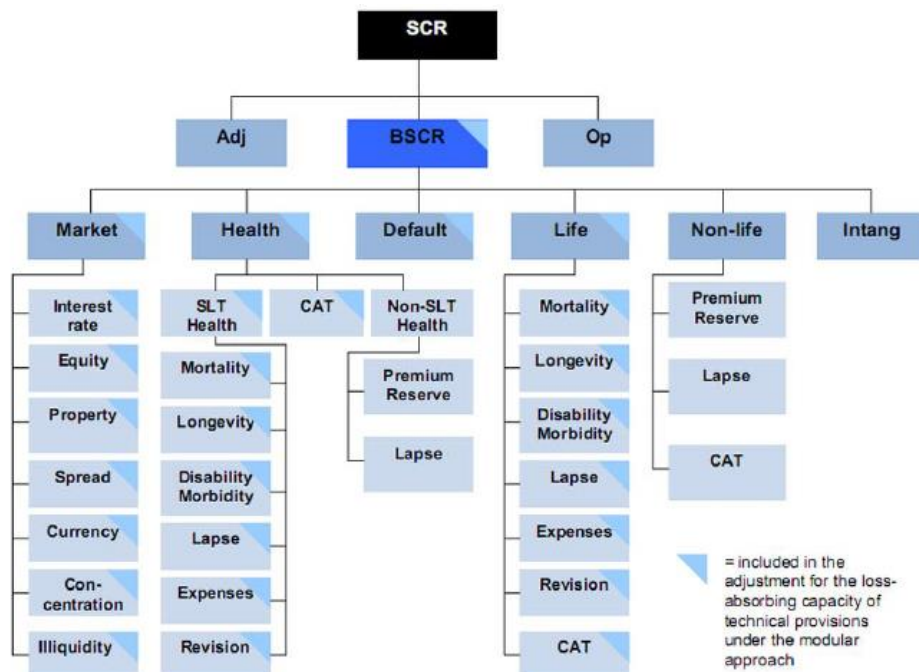 SCR
Adj
BSCR
Op
Market
Health
Default
Life
Non-life
Intang
Interest
rate
Equity
Property
Spread
Currency
Con-
centration
Illiquidity
SLT
Health
Mortality
Longevity
Disability
Morbidity
Lapse
Expenses
Revision
CAT
Non-SLT
Health
Premium
Reserve
Lapse
Mortality
Longevity
Disability
Morbidity
Lapse
Expenses
Revision
CAT
Premium
Reserve
Lapse
CAT
= included in the
adjustment for the loss-
absorbing capacity of
technical provisions
under the modular
approach